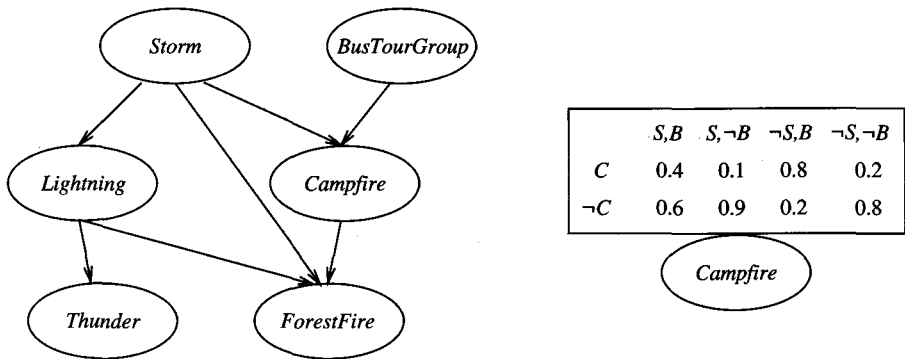 Storm
BusTourGroup
Lightning
Campfire
Thunder
ForestFire
S,B S,¬B ¬S,B ¬S,¬B
C 0.4 0.1 0.8 0.2
¬C 0.6 0.9 0.2 0.8
Campfire